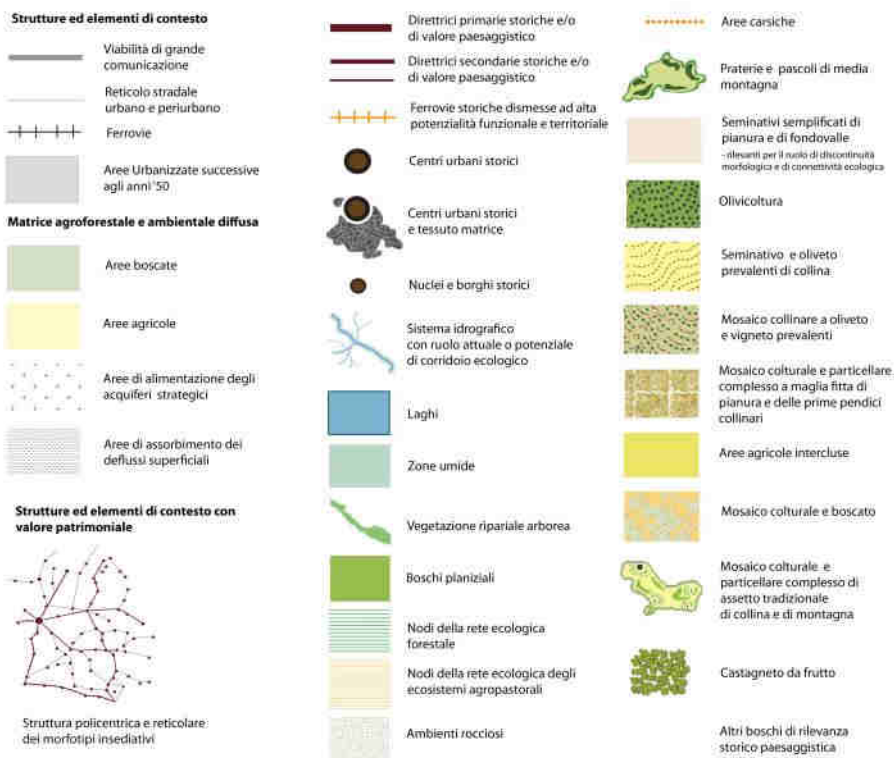 Strutture ed elementi di contesto
Viabilità di grande
comunicazione
Reticolo stradale
urbano e periurbano
Ferrovie
Aree Urbanizzate successive
agli anni '50
Matrice agroforestale e ambientale diffusa
Aree boscate
Aree agricole
Aree di alimentazione degli
acquiferi strategici
Aree di assorbimento dei
deflussi superficiali
Strutture ed elementi di contesto con
valore patrimoniale
Struttura policentrica e reticolare
dei morfotipi insediativi
Direttrici primarie storiche e/o
di valore paesaggistico
Direttrici secondarie storiche e/o
di valore paesaggistico
Ferrovie storiche dismesse ad alta
potenzialità funzionale e territoriale
Centri urbani storici
Centri urbani storici
e tessuto matrice
Nuclei e borghi storici
Sistema idrografico
con ruolo attuale o potenziale
di corridoio ecologico
Laghi
Zone umide
Vegetazione ripariale arborea
Boschi planiziali
Nodi della rete ecologica
forestale
Nodi della rete ecologica degli
ecosistemi agropastorali
Ambienti rocciosi
Aree carsiche
Praterie e pascoli di media
montagna
Seminativi semplificati di
pianura e di fondovalle
- rilevanti per il ruolo di discontinuità
morfologica e di connettività ecologica
Olivicoltura
Seminativo e oliveto
prevalenti di collina
Mosaico collinare a oliveto
e vigneto prevalenti
Mosaico colturale e particellare
complesso a maglia fitta di
pianura e delle prime pendici
collinari
Aree agricole intercluse
Mosaico colturale e boscato
Mosaico colturale e
particellare complesso di
assetto tradizionale
di collina e di montagna
Castagneto da frutto
Altri boschi di rilevanza
storico paesaggistica